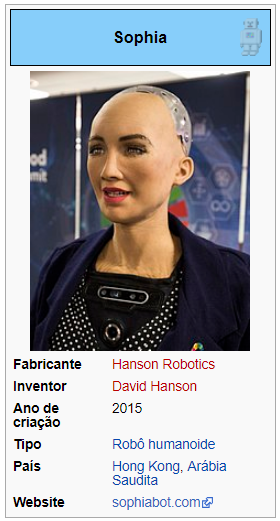 Sophia
Fabricante Hanson Robotics
Inventor David Hanson
Ano de criação 2015
Tipo Robô humanoide
País Hong Kong, Arábia Saudita
Website sophiabot.com